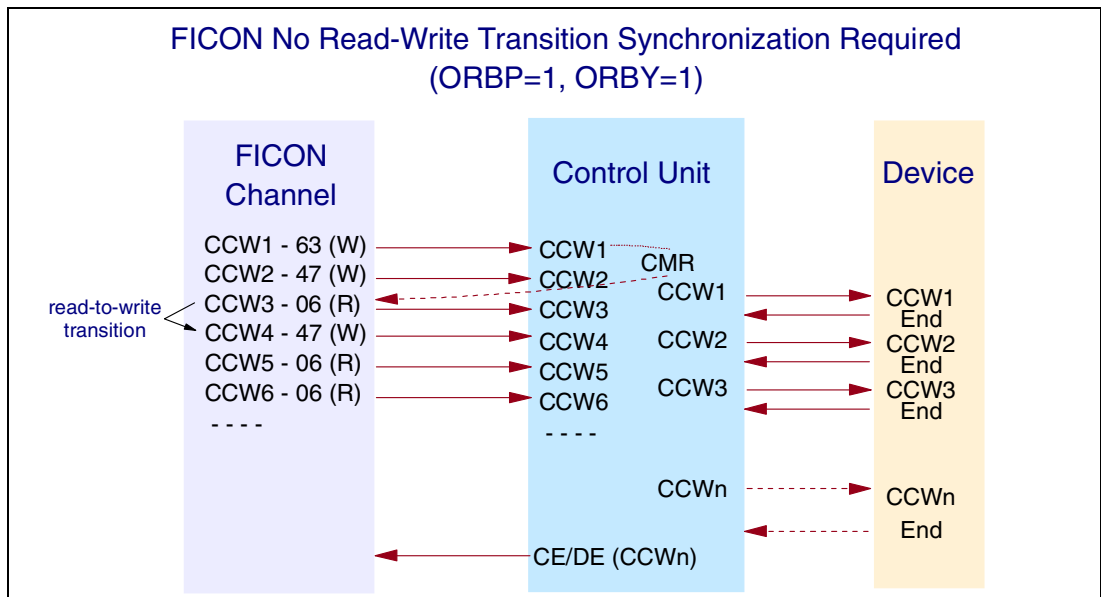 FICON No Read-Write Transition Synchronization Required
(ORBP=1, ORBY=1)
FICON
Channel
CCW1 - 63 (W)
CCW2 - 47 (W)
CCW3 - 06 (R)
CCW4 - 47 (W)
CCW5 - 06 (R)
CCW6 - 06 (R)
- - - -
read-to-write
transition
Control Unit
CCW1
CCW2
CCW3
CCW4
CCW5
CCW6
- - - -
CMR
CCW1
CCW2
CCW3
CCWn
CE/DE (CCWn)
Device
CCW1
End
CCW2
End
CCW3
End
CCWn
End